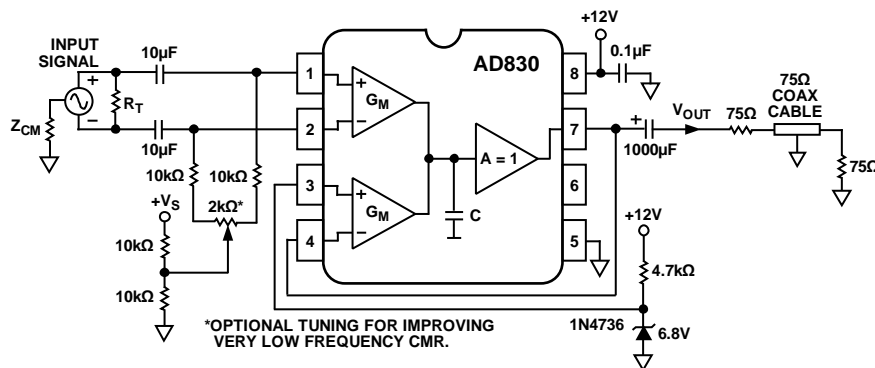 INPUT
SIGNAL
+
−
Z_CM
R_T
10µF
10µF
10kΩ
10kΩ
2kΩ*
+V_S
10kΩ
10kΩ
1
2
3
4
AD830
+
−
G_M
+
−
G_M
A = 1
C
8
7
6
5
+12V
0.1µF
+
1000µF
V_OUT
75Ω
75Ω
COAX
CABLE
75Ω
+12V
4.7kΩ
1N4736
6.8V
*OPTIONAL TUNING FOR IMPROVING
VERY LOW FREQUENCY CMR.